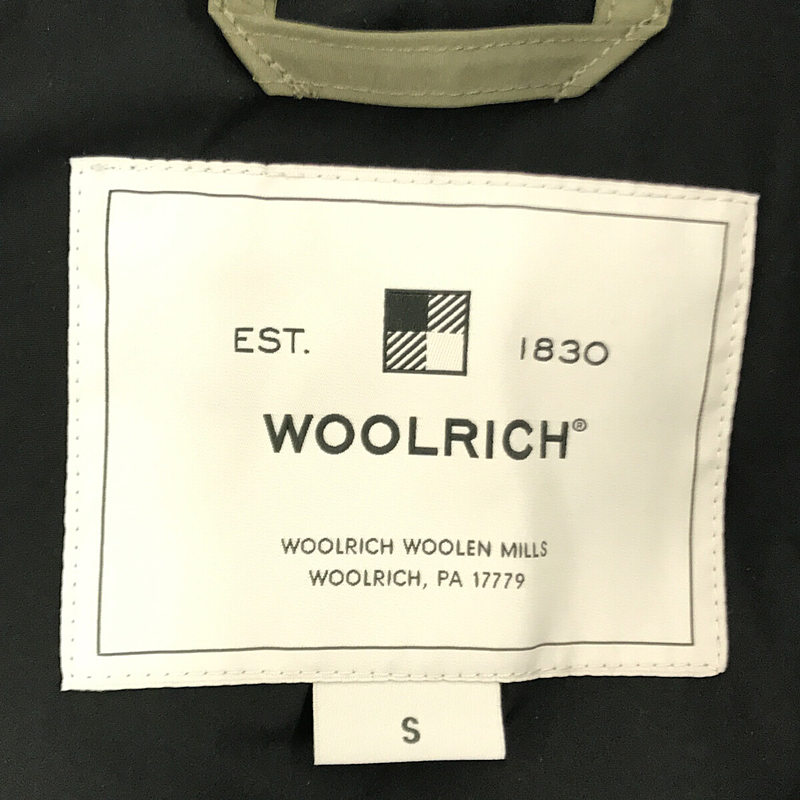 EST. 1830
WOOLRICH®
WOOLRICH WOOLEN MILLS
WOOLRICH, PA 17779
S